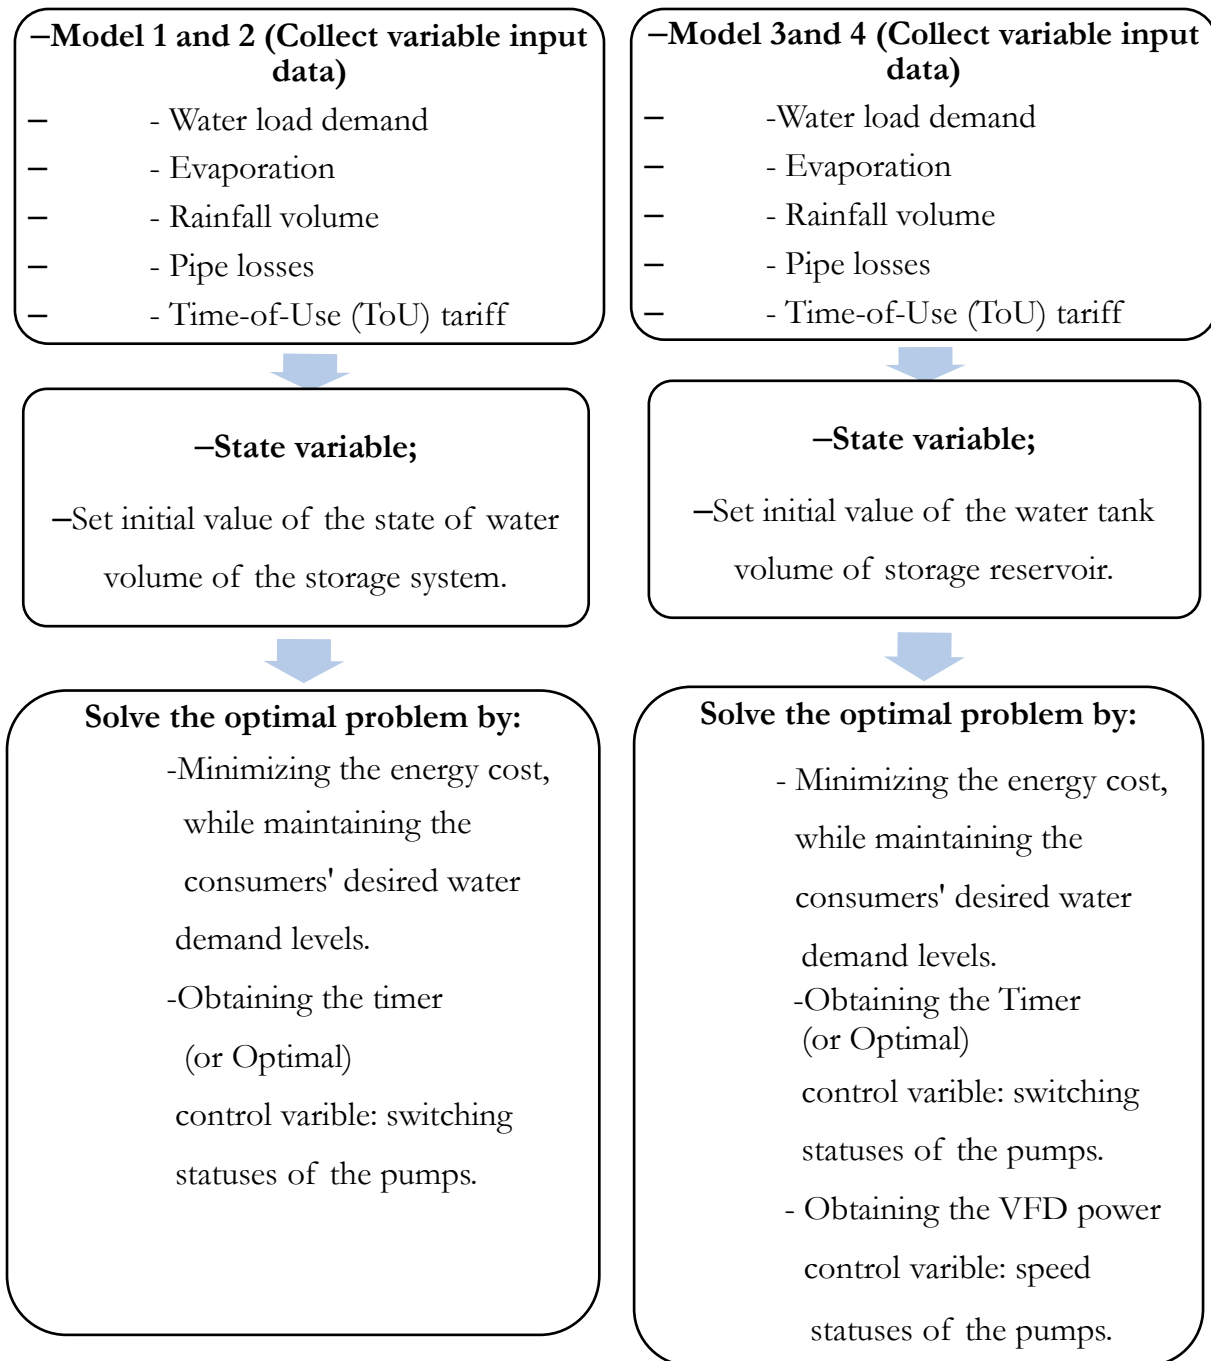 –Model 1 and 2 (Collect variable input
data)
– - Water load demand
– - Evaporation
– - Rainfall volume
– - Pipe losses
– - Time-of-Use (ToU) tariff
–State variable;
–Set initial value of the state of water
volume of the storage system.
Solve the optimal problem by:
-Minimizing the energy cost,
while maintaining the
consumers' desired water
demand levels.
-Obtaining the timer
(or Optimal)
control varible: switching
statuses of the pumps.
–Model 3and 4 (Collect variable input
data)
– -Water load demand
– - Evaporation
– - Rainfall volume
– - Pipe losses
– - Time-of-Use (ToU) tariff
–State variable;
–Set initial value of the water tank
volume of storage reservoir.
Solve the optimal problem by:
- Minimizing the energy cost,
while maintaining the
consumers' desired water
demand levels.
-Obtaining the Timer
(or Optimal)
control varible: switching
statuses of the pumps.
- Obtaining the VFD power
control varible: speed
statuses of the pumps.